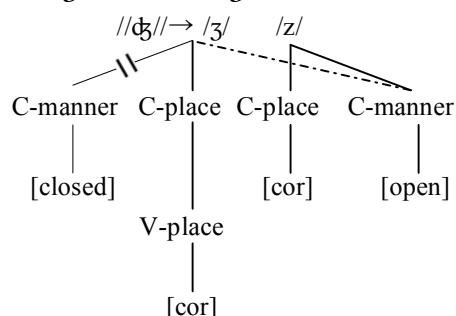 //ʤ//→ /ʒ/ /z/
C-manner C-place C-place C-manner
[closed] [cor] [open]
V-place
[cor]